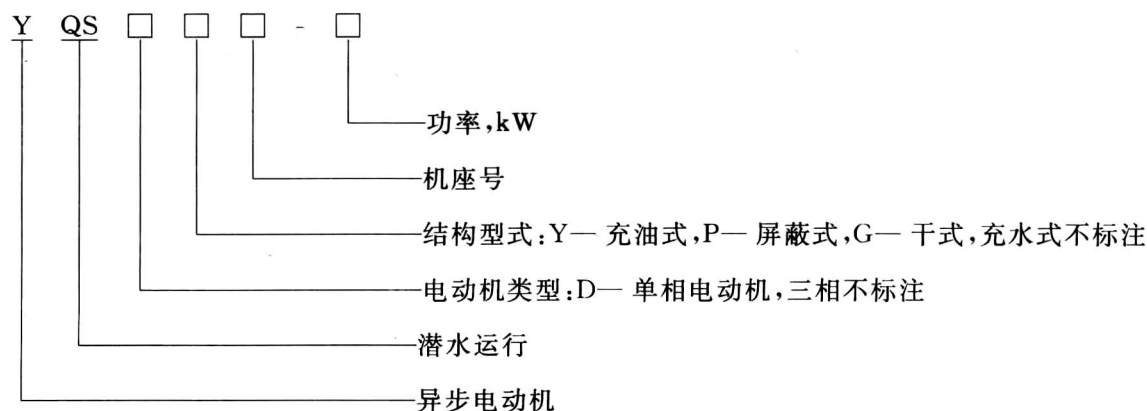 Y QS □ □ □ - □
功率,kW
机座号
结构型式:Y— 充油式,P— 屏蔽式,G— 干式,充水式不标注
电动机类型:D— 单相电动机,三相不标注
潜水运行
异步电动机